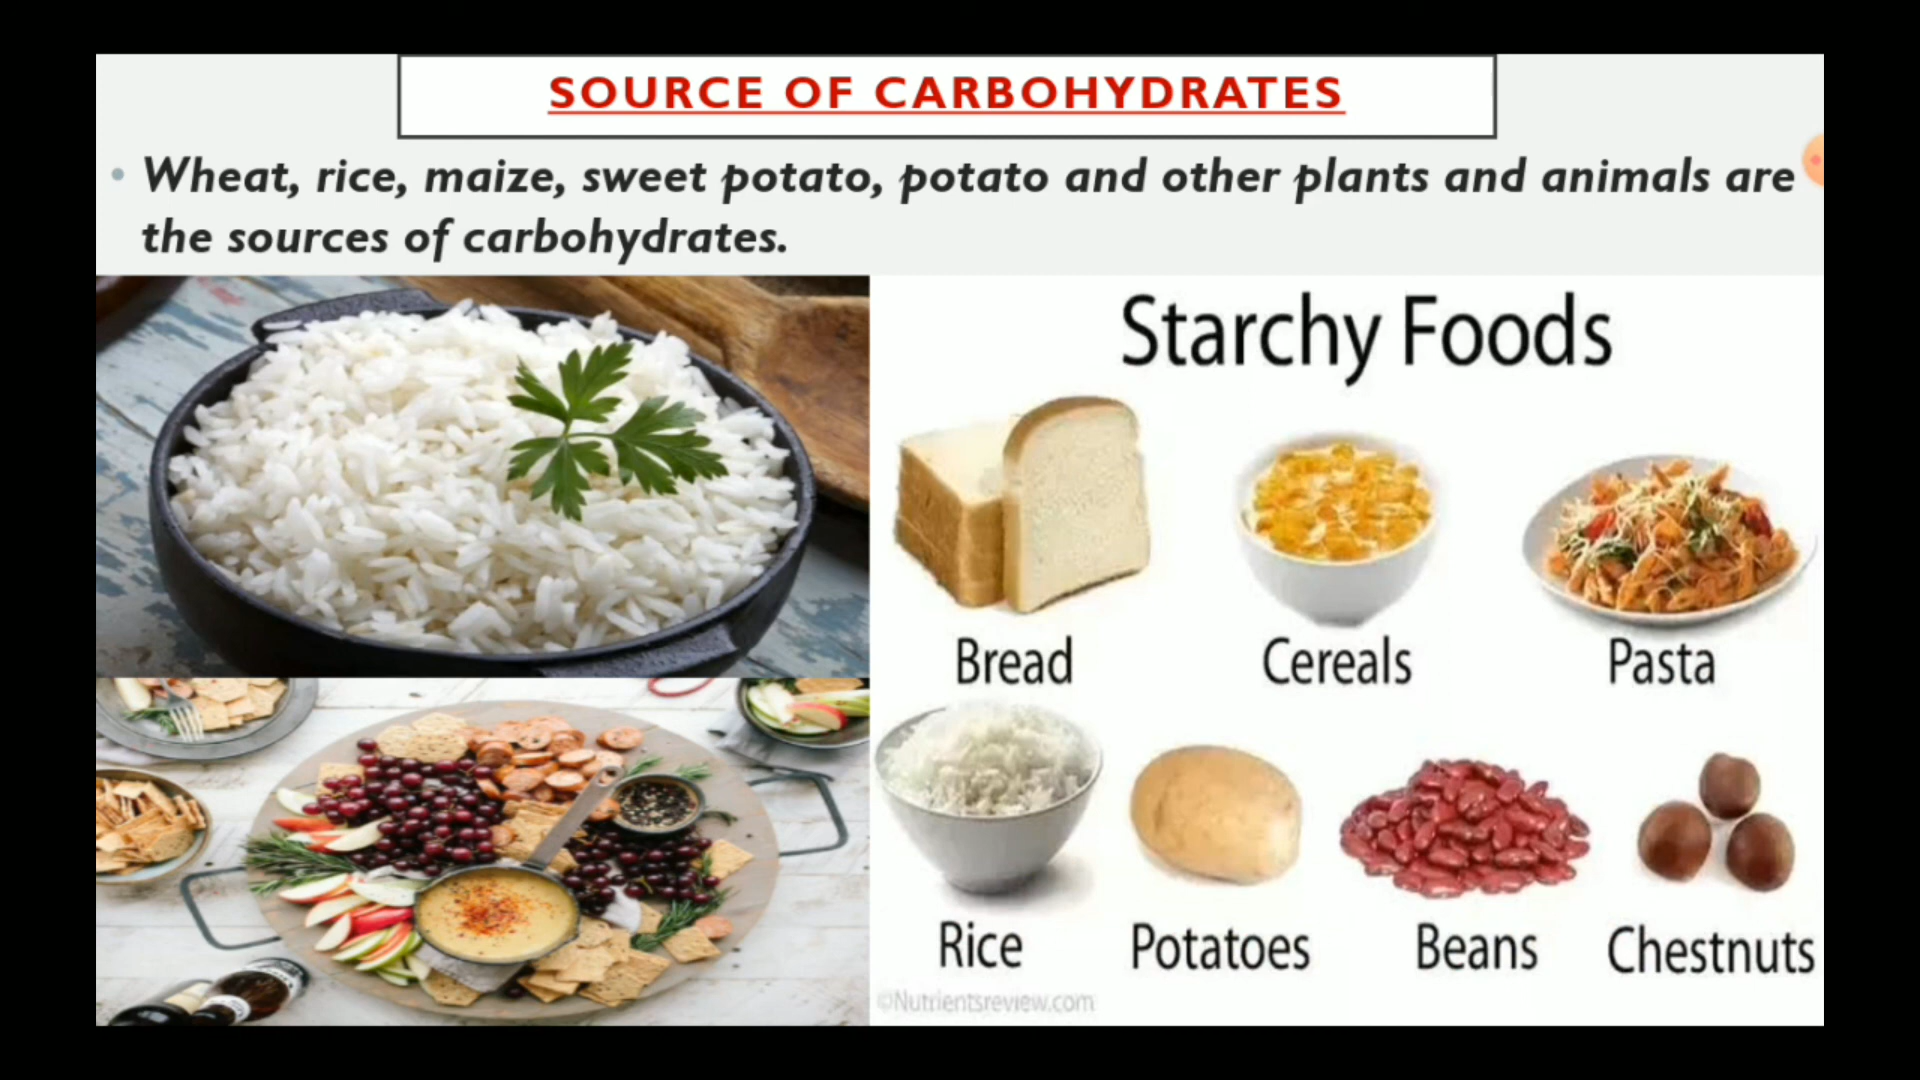 SOURCE OF CARBOHYDRATES
• Wheat, rice, maize, sweet potato, potato and other plants and animals are
the sources of carbohydrates.
Starchy Foods
Bread Cereals Pasta
Rice Potatoes Beans Chestnuts
©Nutrientsreview.com